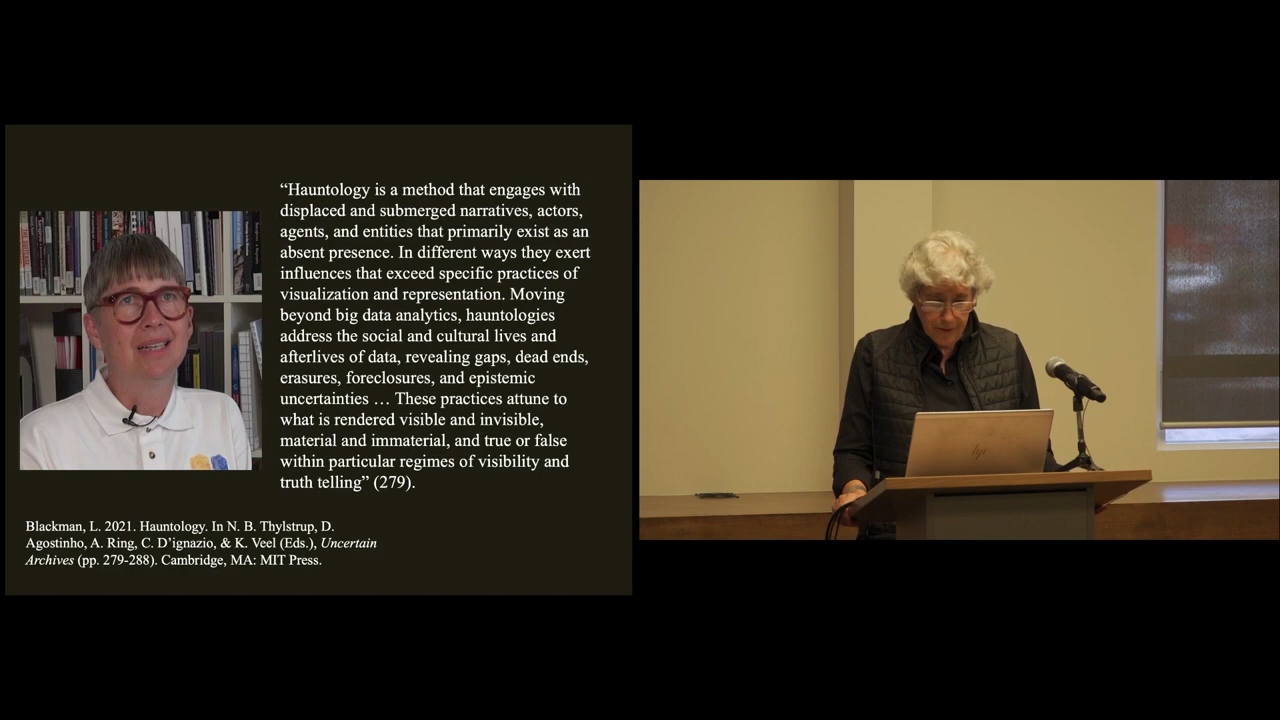 “Hauntology is a method that engages with
displaced and submerged narratives, actors,
agents, and entities that primarily exist as an
absent presence. In different ways they exert
influences that exceed specific practices of
visualization and representation. Moving
beyond big data analytics, hauntologies
address the social and cultural lives and
afterlives of data, revealing gaps, dead ends,
erasures, foreclosures, and epistemic
uncertainties … These practices attune to
what is rendered visible and invisible,
material and immaterial, and true or false
within particular regimes of visibility and
truth telling” (279).
Blackman, L. 2021. Hauntology. In N. B. Thylstrup, D.
Agostinho, A. Ring, C. D’ignazio, & K. Veel (Eds.), Uncertain
Archives (pp. 279-288). Cambridge, MA: MIT Press.
hp